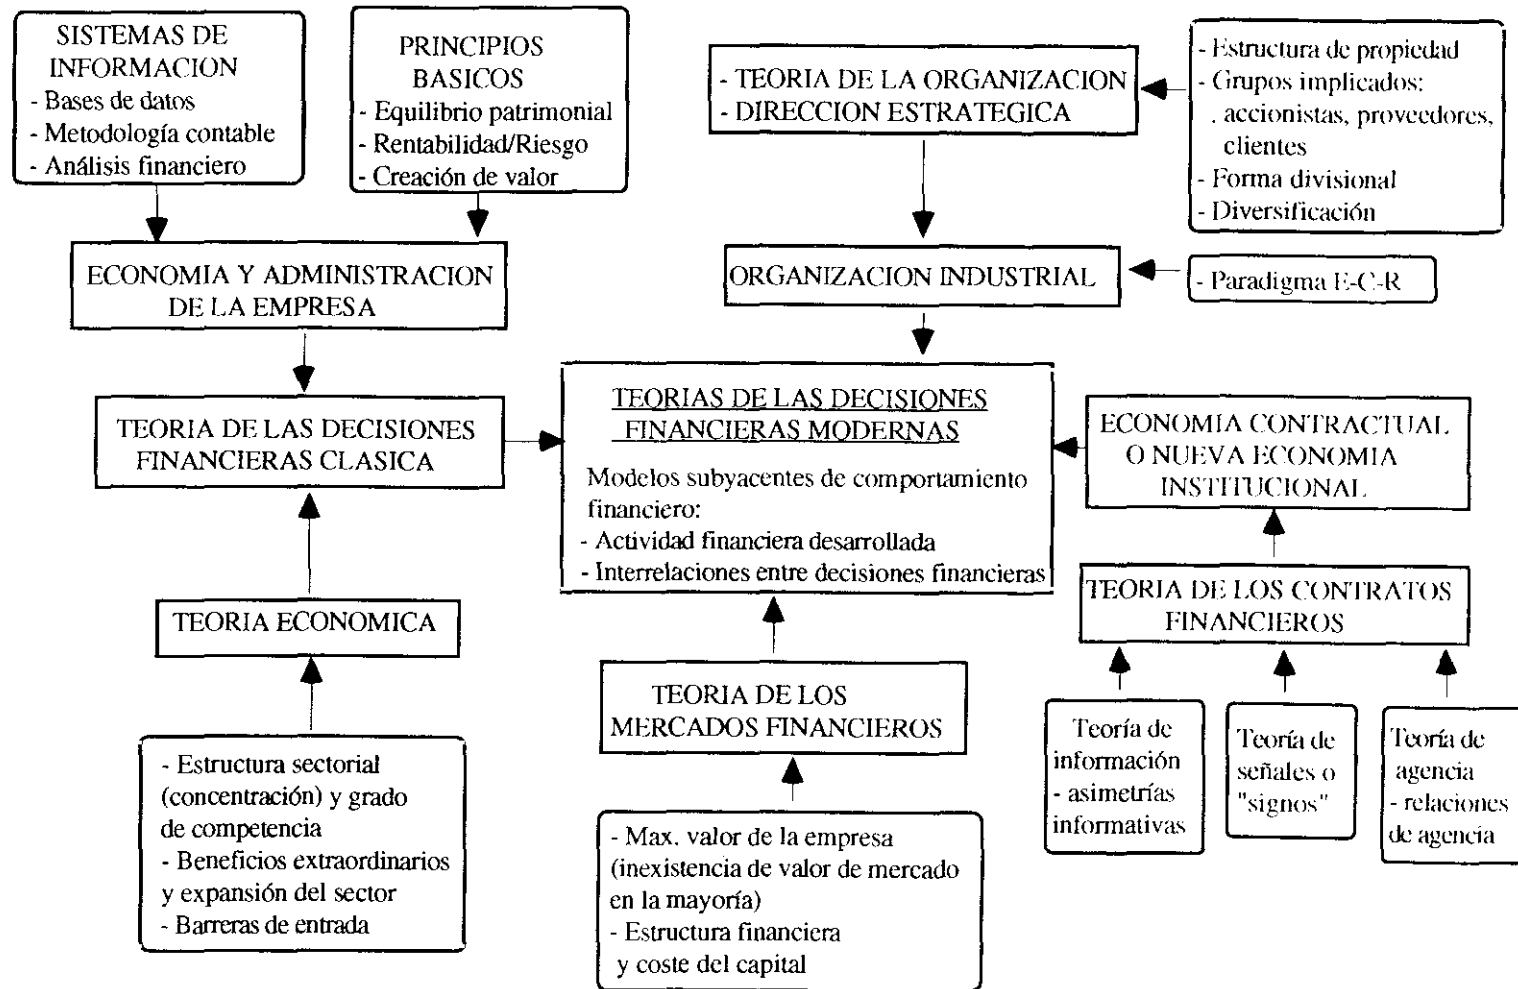 SISTEMAS DE
INFORMACION
- Bases de datos
- Metodología contable
- Análisis financiero
PRINCIPIOS
BASICOS
- Equilibrio patrimonial
- Rentabilidad/Riesgo
- Creación de valor
- TEORIA DE LA ORGANIZACION
- DIRECCION ESTRATEGICA
- Estructura de propiedad
- Grupos implicados:
. accionistas, proveedores,
clientes
- Forma divisional
- Diversificación
ECONOMIA Y ADMINISTRACION
DE LA EMPRESA
ORGANIZACION INDUSTRIAL
- Paradigma E-C-R
TEORIA DE LAS DECISIONES
FINANCIERAS CLASICA
TEORIAS DE LAS DECISIONES
FINANCIERAS MODERNAS
Modelos subyacentes de comportamiento
financiero:
- Actividad financiera desarrollada
- Interrelaciones entre decisiones financieras
ECONOMIA CONTRACTUAL
O NUEVA ECONOMIA
INSTITUCIONAL
TEORIA ECONOMICA
TEORIA DE LOS
MERCADOS FINANCIEROS
TEORIA DE LOS CONTRATOS
FINANCIEROS
- Estructura sectorial
(concentración) y grado
de competencia
- Beneficios extraordinarios
y expansión del sector
- Barreras de entrada
- Max. valor de la empresa
(inexistencia de valor de mercado
en la mayoría)
- Estructura financiera
y coste del capital
Teoría de
información
- asimetrías
informativas
Teoría de
señales o
"signos"
Teoría de
agencia
- relaciones
de agencia